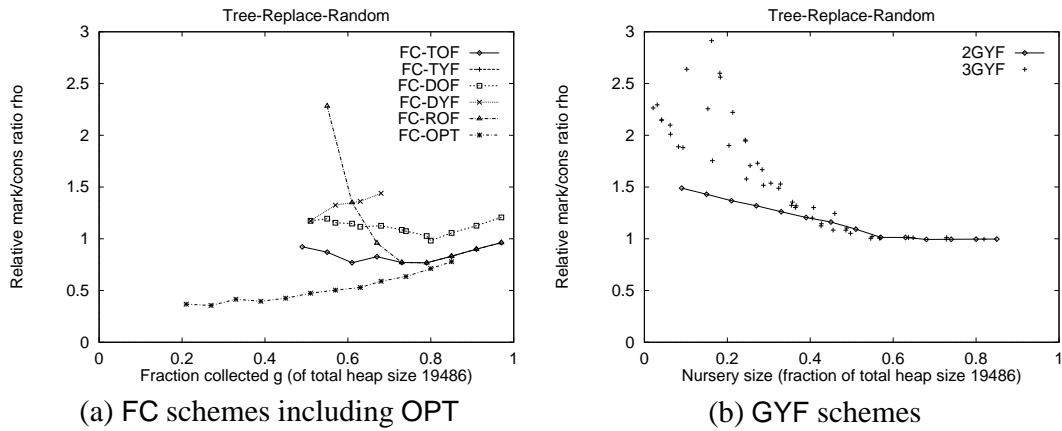 Tree-Replace-Random
3
2.5
2
1.5
1
0.5
0
Relative mark/cons ratio rho
FC-TOF
FC-TYF
FC-DOF
FC-DYF
FC-ROF
FC-OPT
0 0.2 0.4 0.6 0.8 1
Fraction collected g (of total heap size 19486)
(a) FC schemes including OPT
Tree-Replace-Random
3
2.5
2
1.5
1
0.5
0
Relative mark/cons ratio rho
2GYF
3GYF
0 0.2 0.4 0.6 0.8 1
Nursery size (fraction of total heap size 19486)
(b) GYF schemes